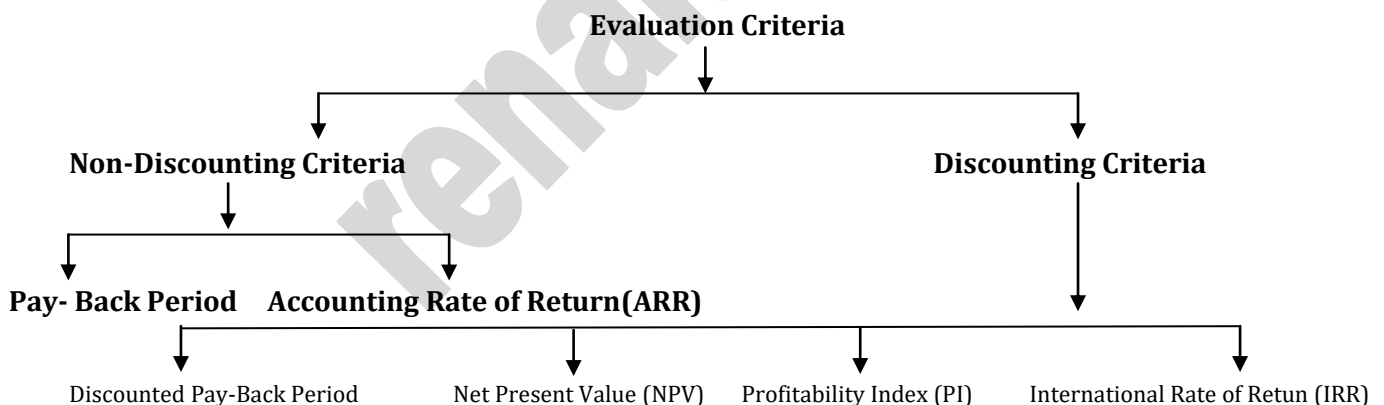 Evaluation Criteria
Non-Discounting Criteria Discounting Criteria
Pay- Back Period Accounting Rate of Return(ARR)
Discounted Pay-Back Period Net Present Value (NPV) Profitability Index (PI) International Rate of Retun (IRR)